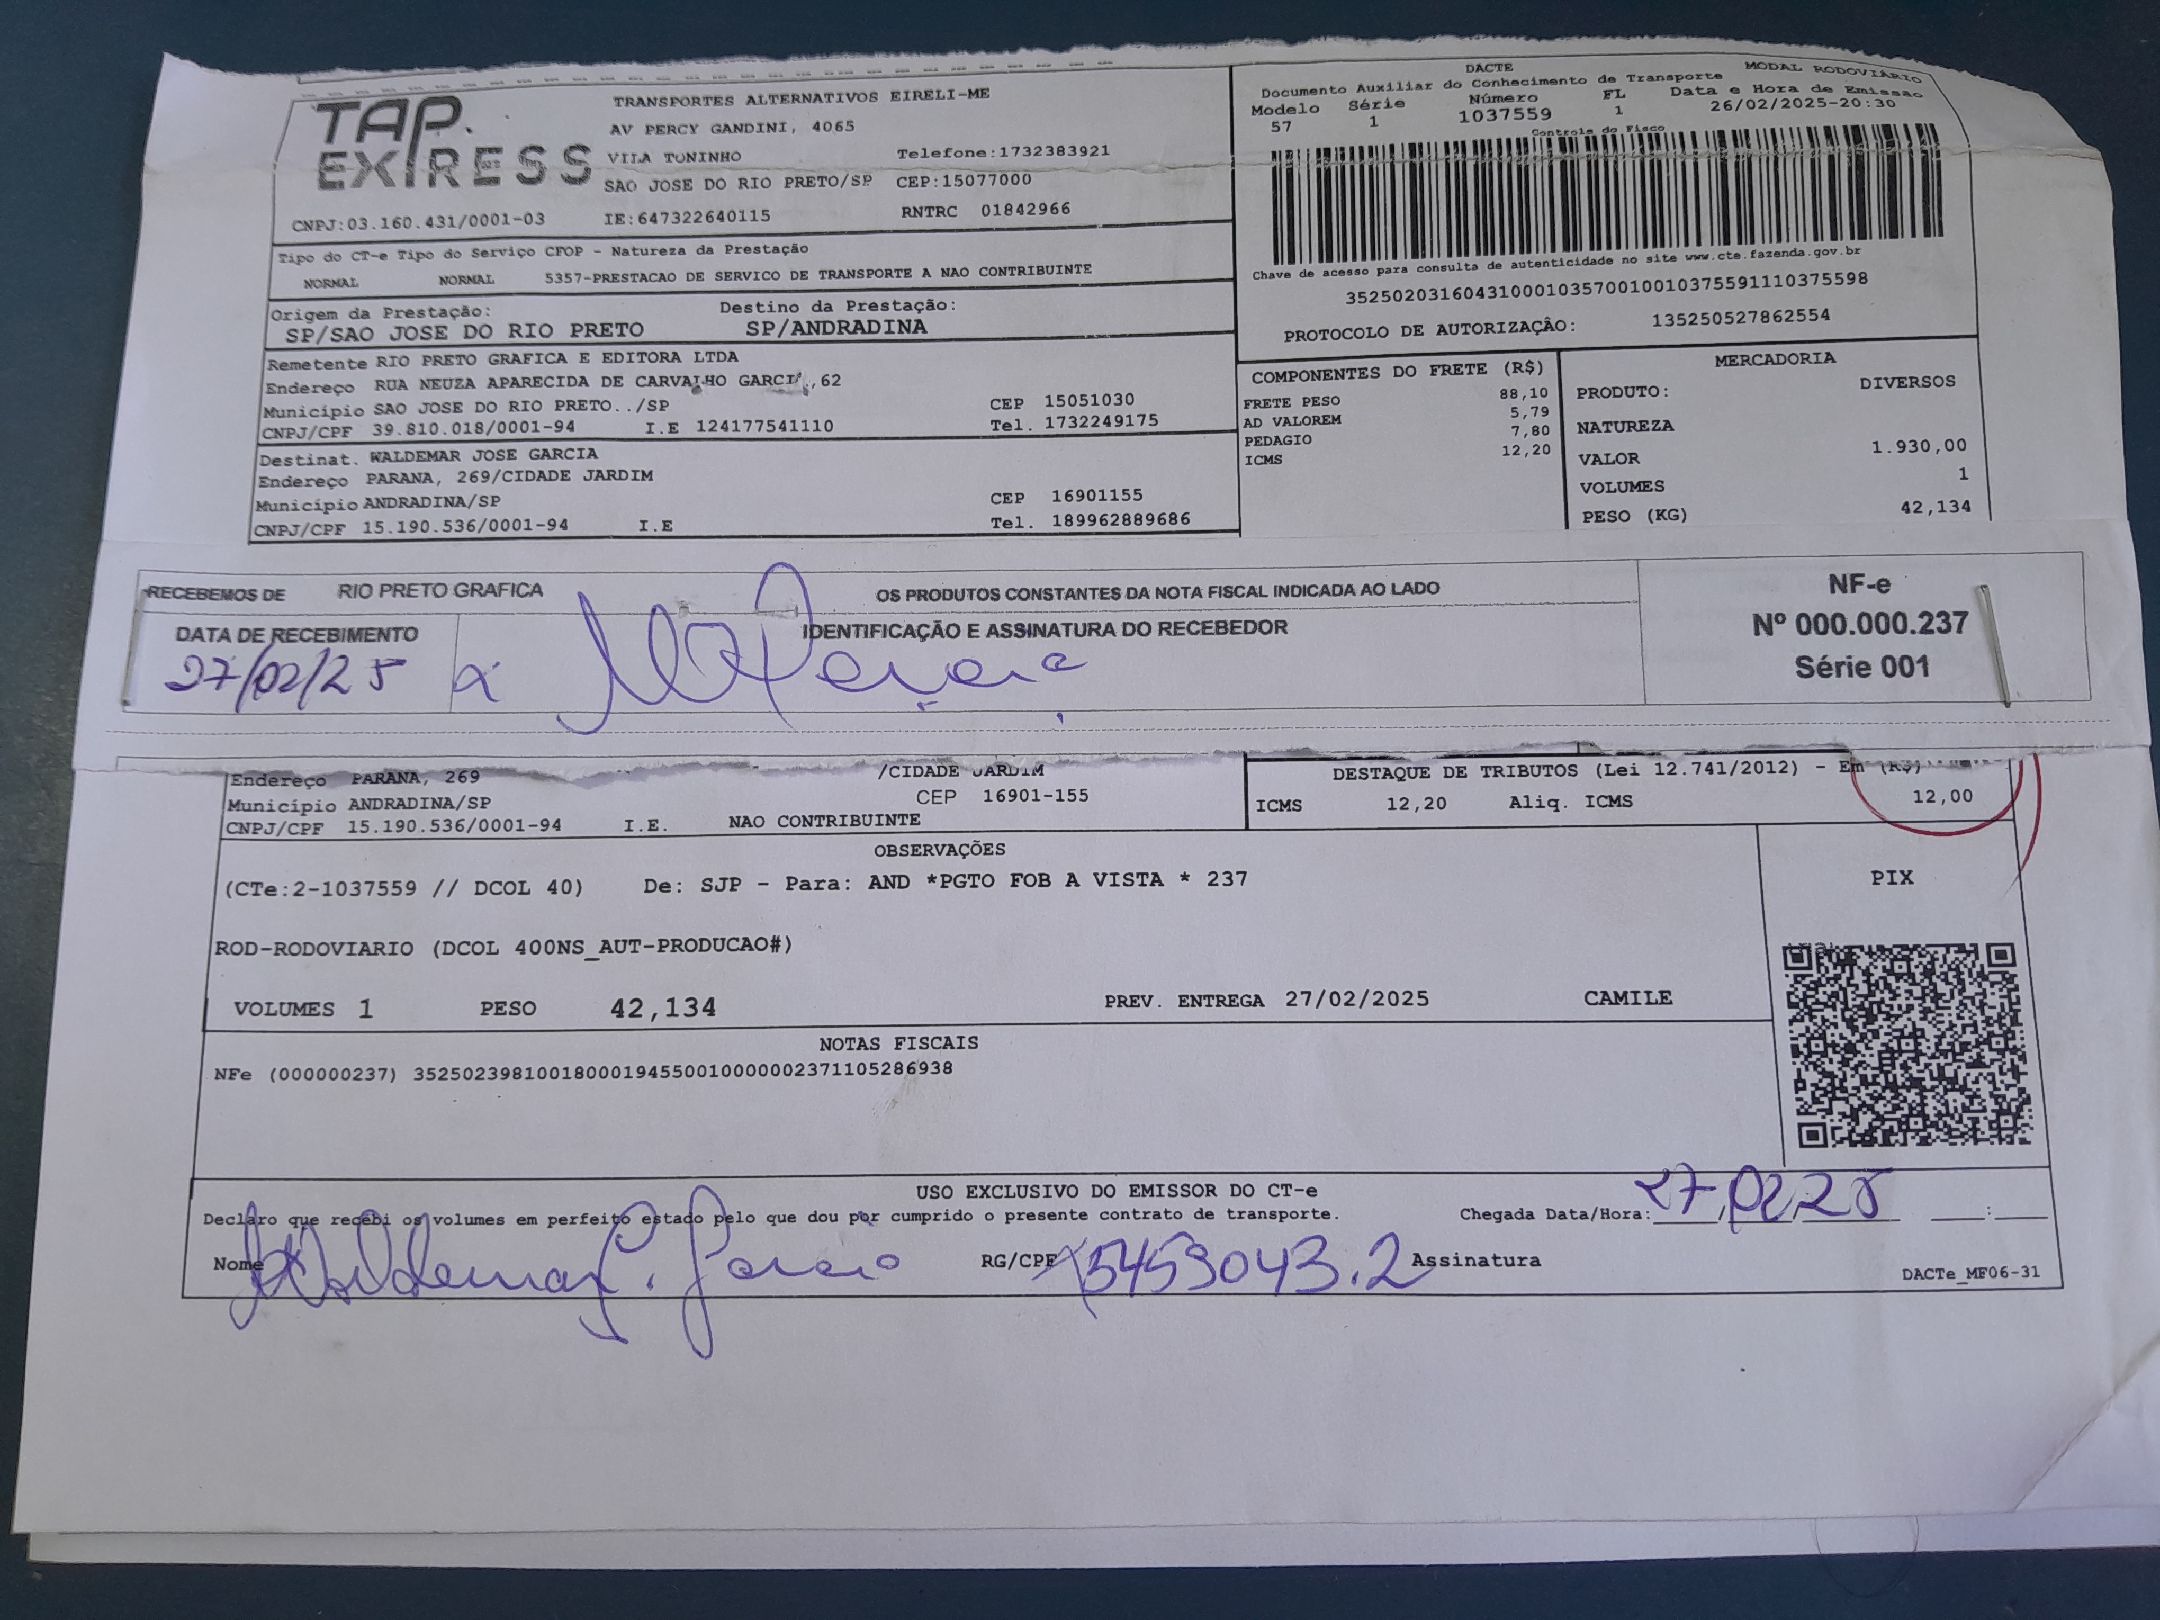 TAP.
EXPRESS
TRANSPORTES ALTERNATIVOS EIRELI-ME
AV PERCY GANDINI, 4065
VILA TONINHO Telefone:1732383921
SAO JOSE DO RIO PRETO/SP CEP:15077000
CNPJ:03.160.431/0001-03 IE:647322640115 RNTRC 01842966
DACTE MODAL RODOVIÁRIO
Documento Auxiliar do Conhecimento de Transporte
Modelo Série Número FL Data e Hora de Emissao
57 1 1037559 1 26/02/2025-20:30
Controle do Fisco
Chave de acesso para consulta de autenticidade no site www.cte.fazenda.gov.br
35250203160431000103570010010375591110375598
PROTOCOLO DE AUTORIZAÇÃO: 135250527862554
Tipo do CT-e Tipo do Serviço CFOP - Natureza da Prestação
NORMAL NORMAL 5357-PRESTACAO DE SERVICO DE TRANSPORTE A NAO CONTRIBUINTE
Origem da Prestação: Destino da Prestação:
SP/SAO JOSE DO RIO PRETO SP/ANDRADINA
Remetente RIO PRETO GRAFICA E EDITORA LTDA
Endereço RUA NEUZA APARECIDA DE CARVALHO GARCI ,62
Município SAO JOSE DO RIO PRETO../SP CEP 15051030
CNPJ/CPF 39.810.018/0001-94 I.E 124177541110 Tel. 1732249175
Destinat. WALDEMAR JOSE GARCIA
Endereço PARANA, 269/CIDADE JARDIM
Município ANDRADINA/SP CEP 16901155
CNPJ/CPF 15.190.536/0001-94 I.E Tel. 189962889686
COMPONENTES DO FRETE (R$)
FRETE PESO 88,10
AD VALOREM 5,79
PEDAGIO 7,80
ICMS 12,20
MERCADORIA
PRODUTO: DIVERSOS
NATUREZA
VALOR 1.930,00
VOLUMES 1
PESO (KG) 42,134
RECEBEMOS DE RIO PRETO GRAFICA OS PRODUTOS CONSTANTES DA NOTA FISCAL INDICADA AO LADO
DATA DE RECEBIMENTO IDENTIFICAÇÃO E ASSINATURA DO RECEBEDOR
27/02/25
NF-e
Nº 000.000.237
Série 001
Endereço PARANA, 269 /CIDADE JARDIM
Município ANDRADINA/SP CEP 16901-155
CNPJ/CPF 15.190.536/0001-94 I.E. NAO CONTRIBUINTE
DESTAQUE DE TRIBUTOS (Lei 12.741/2012) - Em (R$)
ICMS 12,20 Aliq. ICMS 12,00
OBSERVAÇÕES
(CTe:2-1037559 // DCOL 40) De: SJP - Para: AND *PGTO FOB A VISTA * 237
ROD-RODOVIARIO (DCOL 400NS_AUT-PRODUCAO#)
VOLUMES 1 PESO 42,134 PREV. ENTREGA 27/02/2025 CAMILE
PIX
NOTAS FISCAIS
NFe (000000237) 35250239810018000194550010000002371105286938
USO EXCLUSIVO DO EMISSOR DO CT-e
Declaro que recebi os volumes em perfeito estado pelo que dou por cumprido o presente contrato de transporte. Chegada Data/Hora: 27/02/25 :
Nome Waldemar J. Garcia RG/CPF 5453043.2 Assinatura
DACTe_MF06-31